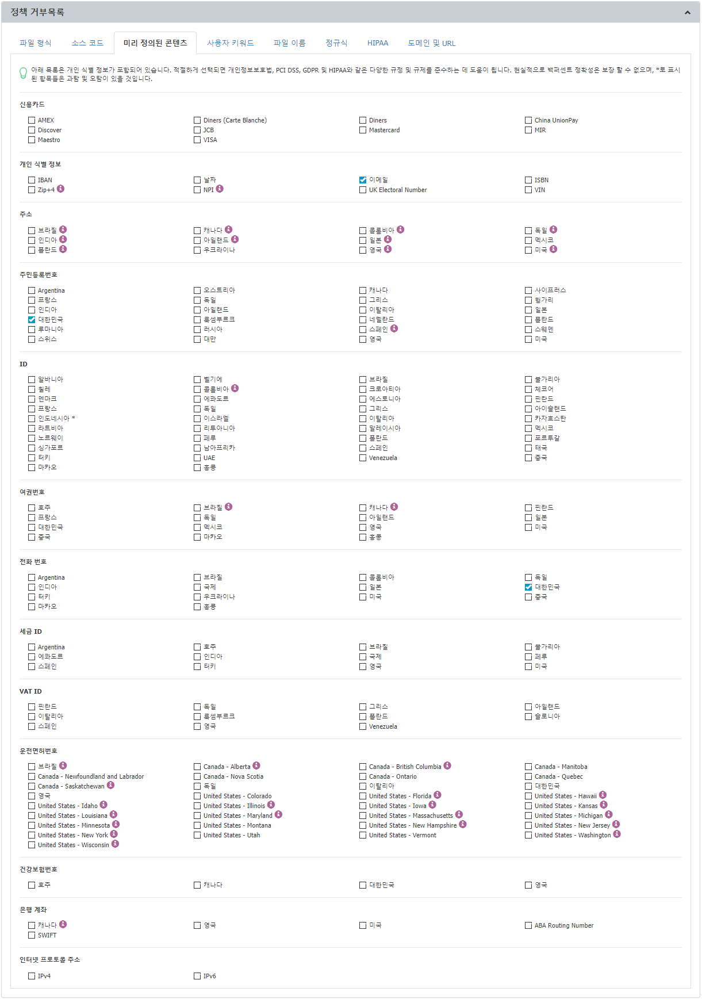 정책 거부목록
파일 형식 소스 코드 미리 정의된 콘텐츠 사용자 키워드 파일 이름 정규식 HIPAA 도메인 및 URL
아래 목록은 개인 식별 정보가 포함되어 있습니다. 적절하게 선택되면 개인정보보호법, PCI DSS, GDPR 및 HIPAA와 같은 다양한 규정 및 규제를 준수하는 데 도움이 됩니다. 현실적으로 백퍼센트 정확성은 보장 할 수 없으며, *로 표시
된 항목들은 과탐 및 오탐이 있을 것입니다.
신용카드
AMEX Diners (Carte Blanche) Diners China UnionPay
Discover JCB Mastercard MIR
Maestro VISA
개인 식별 정보
IBAN 날짜 이메일 ISBN
Zip+4 NPI UK Electoral Number VIN
주소
브라질 캐나다 콜롬비아 독일
인디아 아일랜드 일본 멕시코
폴란드 우크라이나 영국 미국
주민등록번호
Argentina 오스트리아 캐나다 사이프러스
프랑스 독일 그리스 헝가리
인디아 아일랜드 이탈리아 일본
대한민국 룩셈부르크 네덜란드 폴란드
루마니아 러시아 스페인 스웨덴
스위스 대만 영국 미국
ID
알바니아 벨기에 브라질 불가리아
칠레 콜롬비아 크로아티아 체코어
덴마크 에콰도르 에스토니아 핀란드
프랑스 독일 그리스 아이슬랜드
인도네시아 * 이스라엘 이탈리아 카자흐스탄
라트비아 리투아니아 말레이시아 멕시코
노르웨이 페루 폴란드 포르투갈
싱가포르 남아프리카 스페인 태국
터키 UAE Venezuela 중국
마카오 홍콩
여권번호
호주 브라질 캐나다 핀란드
프랑스 독일 아일랜드 일본
대한민국 멕시코 영국 미국
중국 마카오 홍콩
전화 번호
Argentina 브라질 콜롬비아 독일
인디아 국제 일본 대한민국
터키 우크라이나 미국 중국
마카오 홍콩
세금 ID
Argentina 호주 브라질 불가리아
에콰도르 인디아 국제 페루
스페인 터키 영국 미국
VAT ID
핀란드 독일 그리스 아일랜드
이탈리아 룩셈부르크 폴란드 슬로니아
스페인 영국 Venezuela
운전면허번호
브라질 Canada - Alberta Canada - British Columbia Canada - Manitoba
Canada - Newfoundland and Labrador Canada - Nova Scotia Canada - Ontario Canada - Quebec
Canada - Saskatchewan 독일 이탈리아 대한민국
영국 United States - Colorado United States - Florida United States - Hawaii
United States - Idaho United States - Illinois United States - Iowa United States - Kansas
United States - Louisiana United States - Maryland United States - Massachusetts United States - Michigan
United States - Minnesota United States - Montana United States - New Hampshire United States - New Jersey
United States - New York United States - Utah United States - Vermont United States - Washington
United States - Wisconsin
건강보험번호
호주 캐나다 대한민국 영국
은행 계좌
캐나다 영국 미국 ABA Routing Number
SWIFT
인터넷 프로토콜 주소
IPv4 IPv6